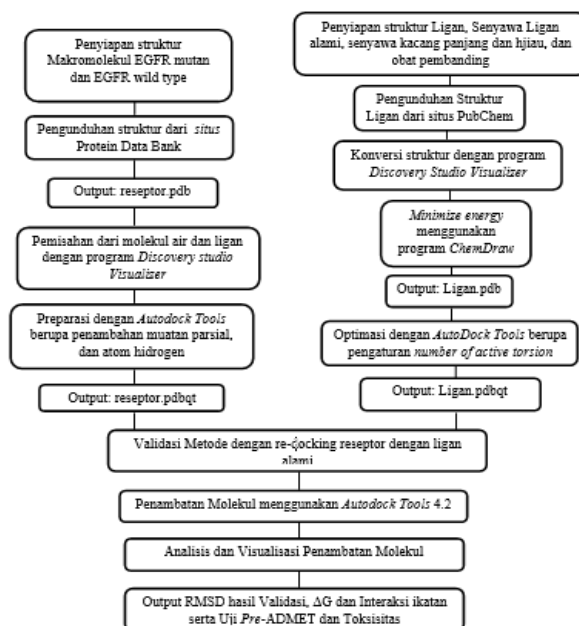 Penyiapan struktur
Makromolekul EGFR mutan
dan EGFR wild type
Pengunduhan struktur dari situs
Protein Data Bank
Output: reseptor.pdb
Pemisahan dari molekul air dan ligan
dengan program Discovery studio
Visualizer
Preparasi dengan Autodock Tools
berupa penambahan muatan parsial,
dan atom hidrogen
Output: reseptor.pdbqt
Penyiapan struktur Ligan, Senyawa Ligan
alami, senyawa kacang panjang dan hjiau, dan
obat pembanding
Pengunduhan Struktur
Ligan dari situs PubChem
Konversi struktur dengan program
Discovery Studio Visualizer
Minimize energy
menggunakan
program ChemDraw
Output: Ligan.pdb
Optimasi dengan AutoDock Tools berupa
pengaturan number of active torsion
Output: Ligan.pdbqt
Validasi Metode dengan re-docking reseptor dengan ligan
alami
Penambatan Molekul menggunakan Autodock Tools 4.2
Analisis dan Visualisasi Penambatan Molekul
Output RMSD hasil Validasi, ΔG dan Interaksi ikatan
serta Uji Pre-ADMET dan Toksisitas